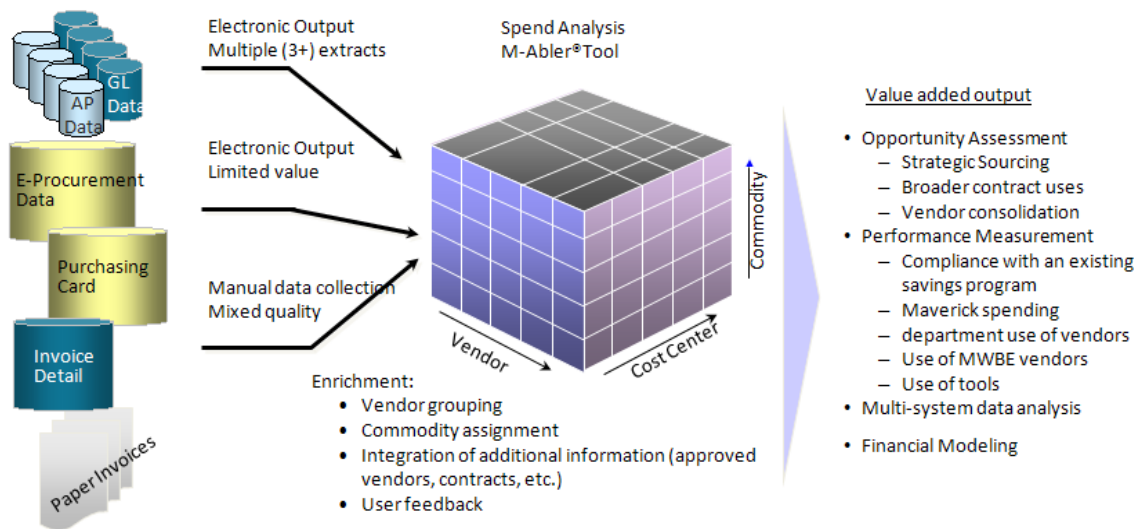 GL
Data
AP
Data
E-Procurement
Data
Purchasing
Card
Invoice
Detail
Paper Invoices
Electronic Output
Multiple (3+) extracts
Electronic Output
Limited value
Manual data collection
Mixed quality
Spend Analysis
M-Abler®Tool
Commodity
Vendor
Cost Center
Enrichment:
• Vendor grouping
• Commodity assignment
• Integration of additional information (approved
vendors, contracts, etc.)
• User feedback
Value added output
• Opportunity Assessment
– Strategic Sourcing
– Broader contract uses
– Vendor consolidation
• Performance Measurement
– Compliance with an existing
savings program
– Maverick spending
– department use of vendors
– Use of MWBE vendors
– Use of tools
• Multi-system data analysis
• Financial Modeling